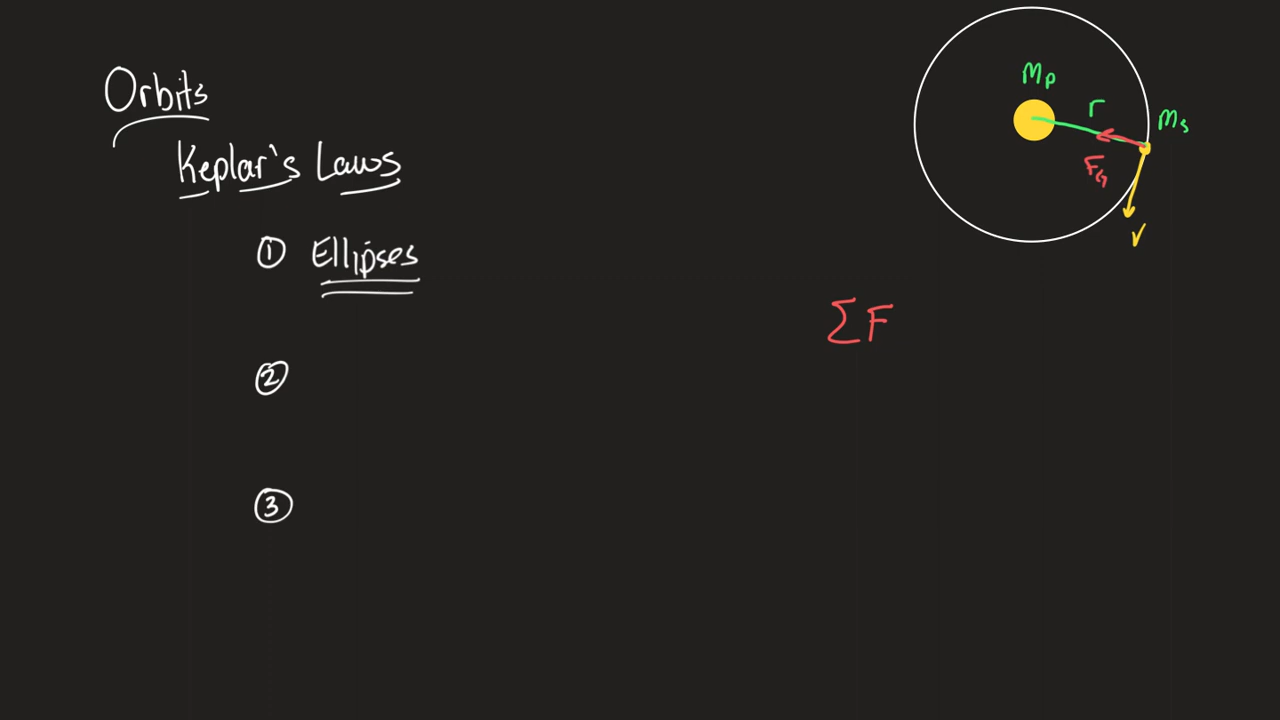 Orbits
Keplar's Laws
① Ellipses
②
③
Mp
r
Ms
FG
v
ΣF